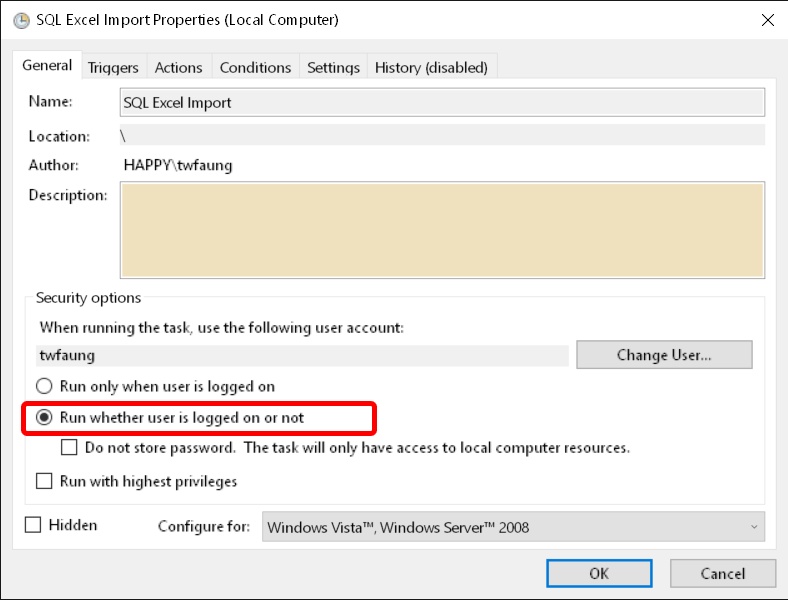 SQL Excel Import Properties (Local Computer)
General Triggers Actions Conditions Settings History (disabled)
Name: SQL Excel Import
Location: \
Author: HAPPY\twfaung
Description:
Security options
When running the task, use the following user account:
twfaung Change User...
Run only when user is logged on
Run whether user is logged on or not
Do not store password. The task will only have access to local computer resources.
Run with highest privileges
Hidden Configure for: Windows Vista™, Windows Server™ 2008
OK Cancel